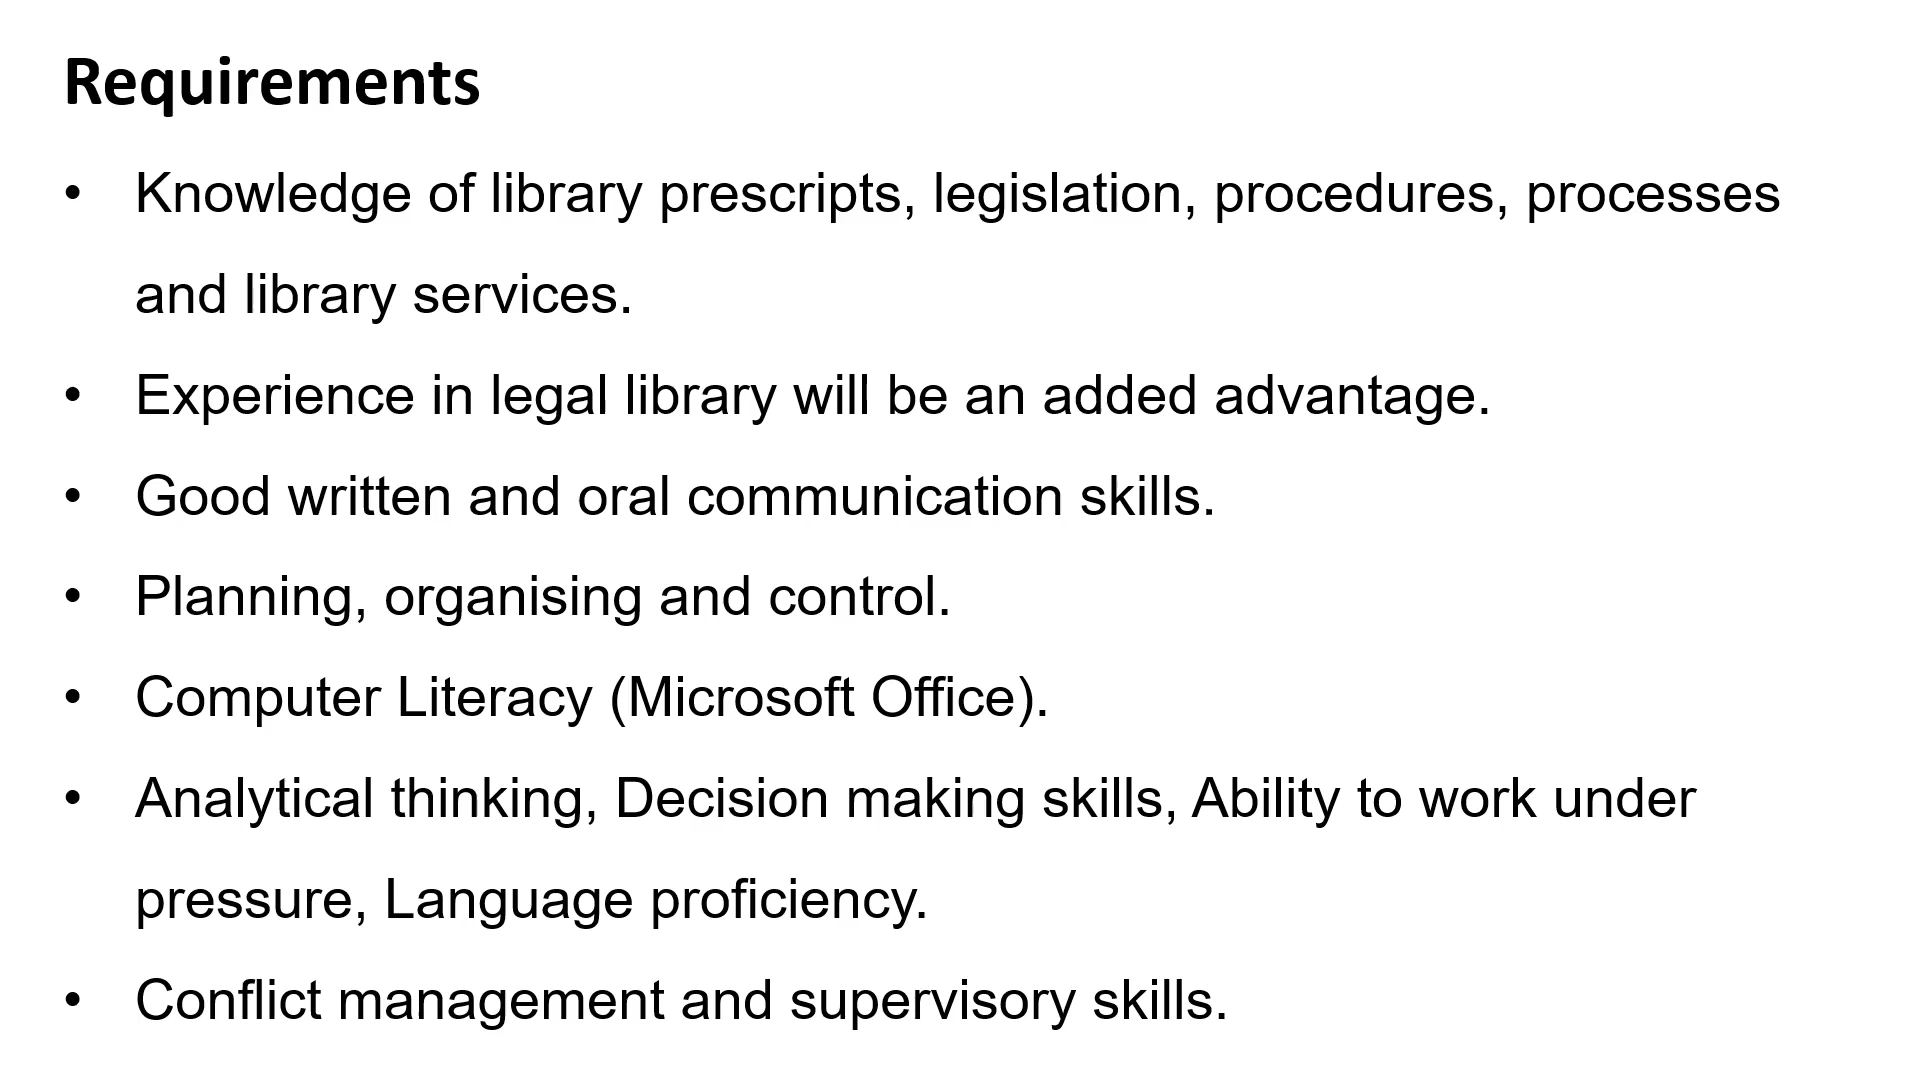 Requirements
• Knowledge of library prescripts, legislation, procedures, processes
and library services.
• Experience in legal library will be an added advantage.
• Good written and oral communication skills.
• Planning, organising and control.
• Computer Literacy (Microsoft Office).
• Analytical thinking, Decision making skills, Ability to work under
pressure, Language proficiency.
• Conflict management and supervisory skills.